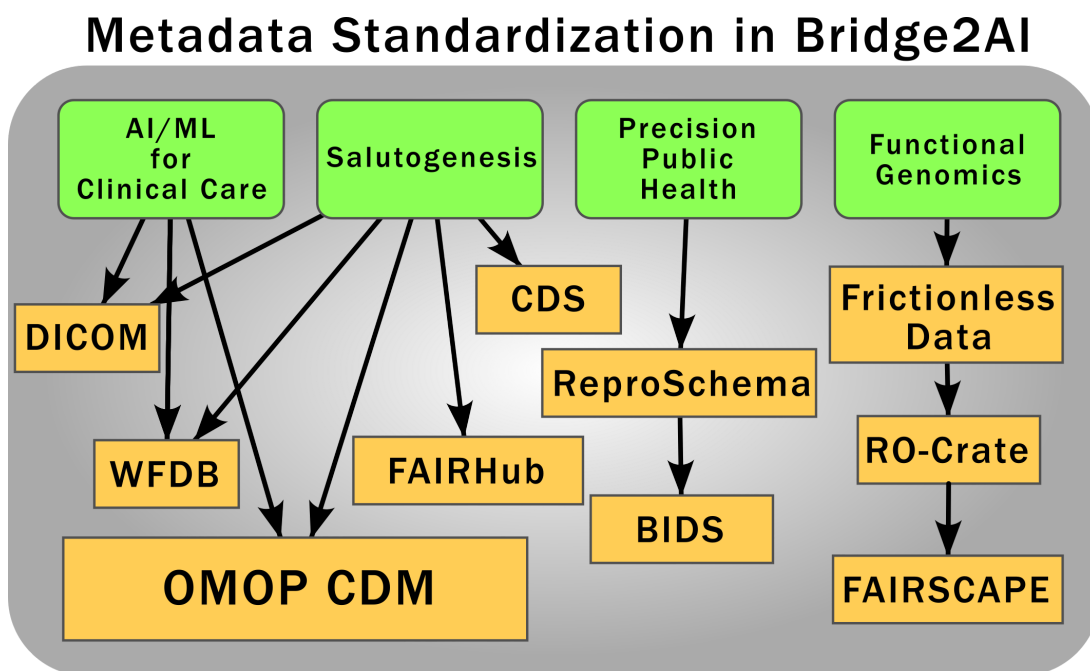 Metadata Standardization in Bridge2AI
AI/ML
for
Clinical Care
Salutogenesis
Precision
Public
Health
Functional
Genomics
DICOM
CDS
Frictionless
Data
ReproSchema
WFDB
FAIRHub
RO-Crate
BIDS
OMOP CDM
FAIRSCAPE